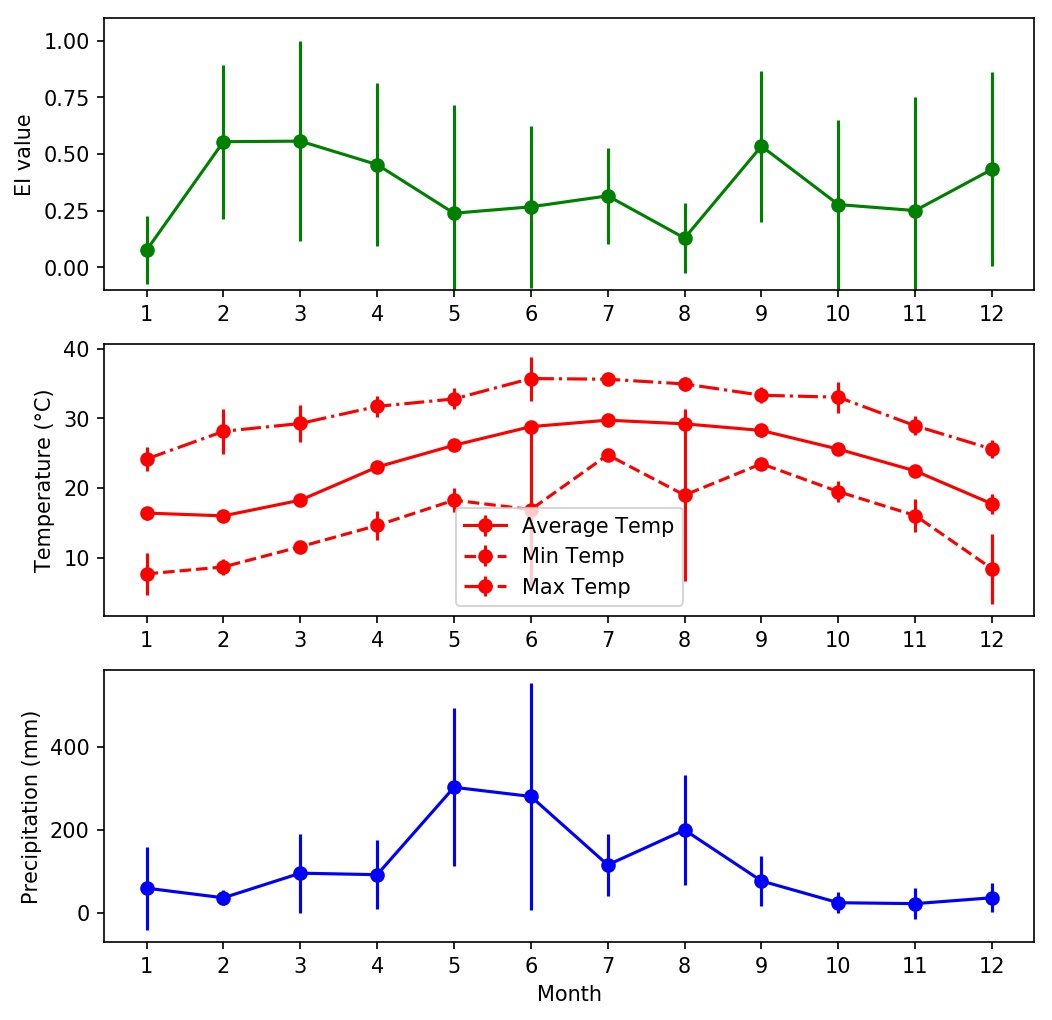 1.00
0.75
0.50
0.25
0.00
EI value
1 2 3 4 5 6 7 8 9 10 11 12
40
30
20
10
Temperature (°C)
Average Temp
Min Temp
Max Temp
1 2 3 4 5 6 7 8 9 10 11 12
400
200
0
Precipitation (mm)
1 2 3 4 5 6 7 8 9 10 11 12
Month